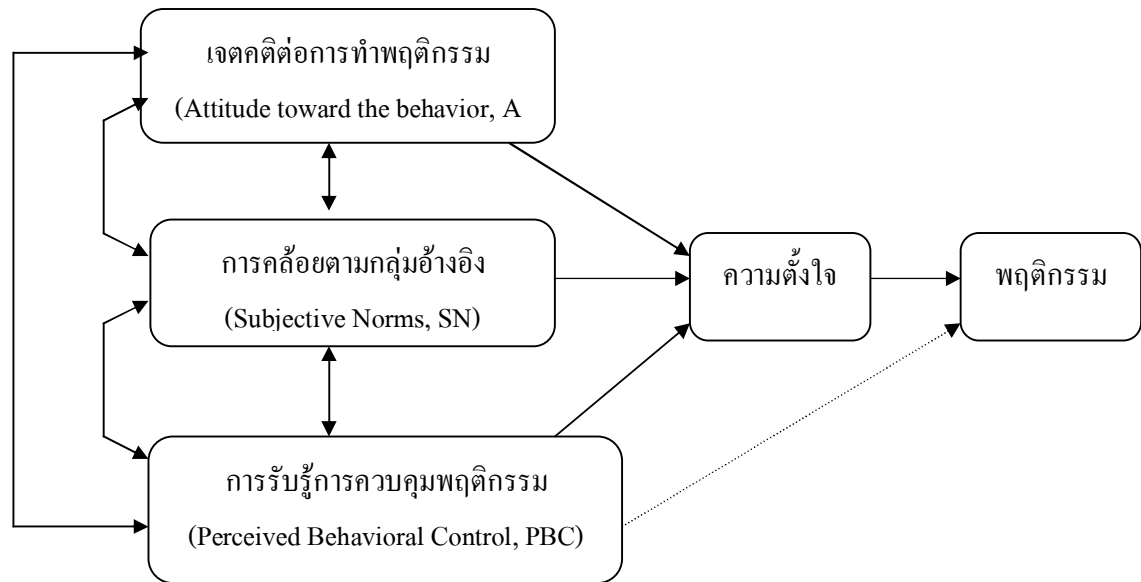 เจตคติต่อการทำพฤติกรรม
(Attitude toward the behavior, A
การคล้อยตามกลุ่มอ้างอิง
(Subjective Norms, SN)
ความตั้งใจ
พฤติกรรม
การรับรู้การควบคุมพฤติกรรม
(Perceived Behavioral Control, PBC)